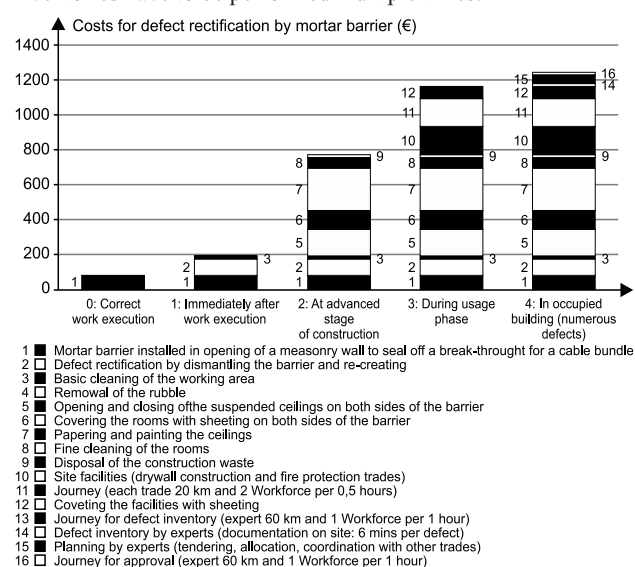 Costs for defect rectification by mortar barrier (€)
1400
1200
1000
800
600
400
200
0
1
1
2
3
1
2
3
5
6
7
8
9
1
2
3
5
6
7
8
9
10
11
12
1
2
3
5
6
7
8
9
10
11
12
14
15
16
0: Correct work execution
1: Immediately after work execution
2: At advanced stage of construction
3: During usage phase
4: In occupied building (numerous defects)
1 Mortar barrier installed in opening of a measonry wall to seal off a break-throught for a cable bundle
2 Defect rectification by dismantling the barrier and re-creating
3 Basic cleaning of the working area
4 Removal of the rubble
5 Opening and closing ofthe suspended ceilings on both sides of the barrier
6 Covering the rooms with sheeting on both sides of the barrier
7 Papering and painting the ceilings
8 Fine cleaning of the rooms
9 Disposal of the construction waste
10 Site facilities (drywall construction and fire protection trades)
11 Journey (each trade 20 km and 2 Workforce per 0,5 hours)
12 Coveting the facilities with sheeting
13 Journey for defect inventory (expert 60 km and 1 Workforce per 1 hour)
14 Defect inventory by experts (documentation on site: 6 mins per defect)
15 Planning by experts (tendering, allocation, coordination with other trades)
16 Journey for approval (expert 60 km and 1 Workforce per 1 hour)